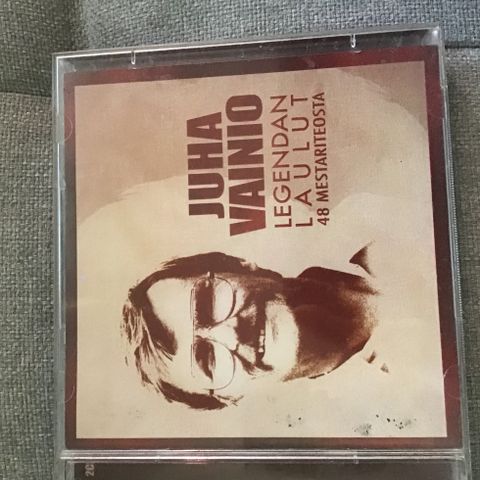 JUHA
VAINIO
LEGENDAN
LAULUT
48 MESTARITEOSTA